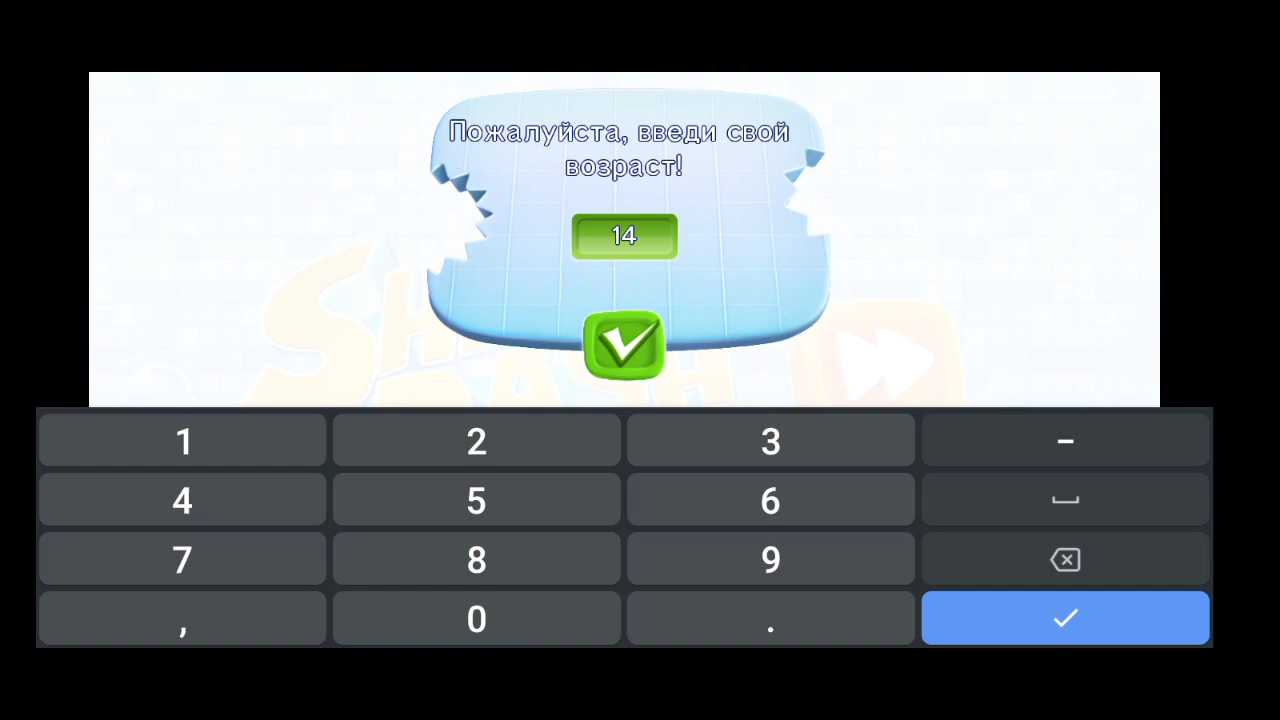 Пожалуйста, введи свой
возраст!
14
1 2 3 –
4 5 6
7 8 9
, 0 .